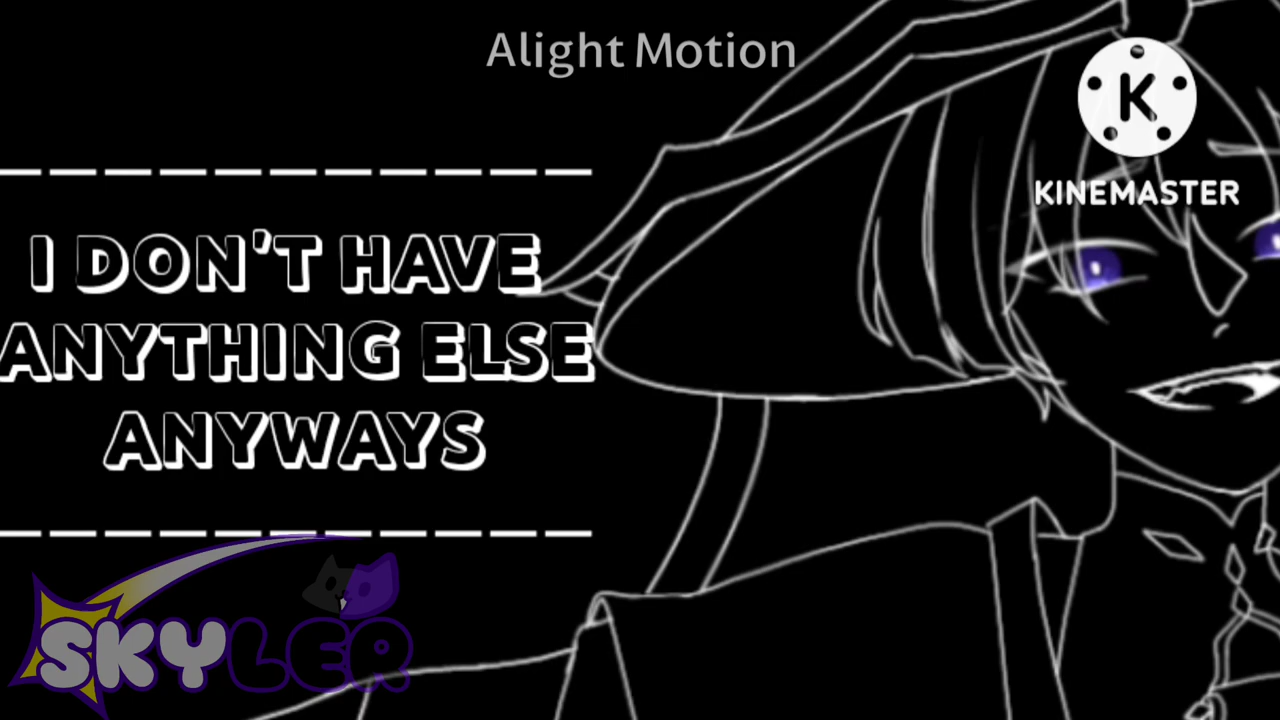 Alight Motion
K
KINEMASTER
I DON'T HAVE
ANYTHING ELSE
ANYWAYS
SKYLER